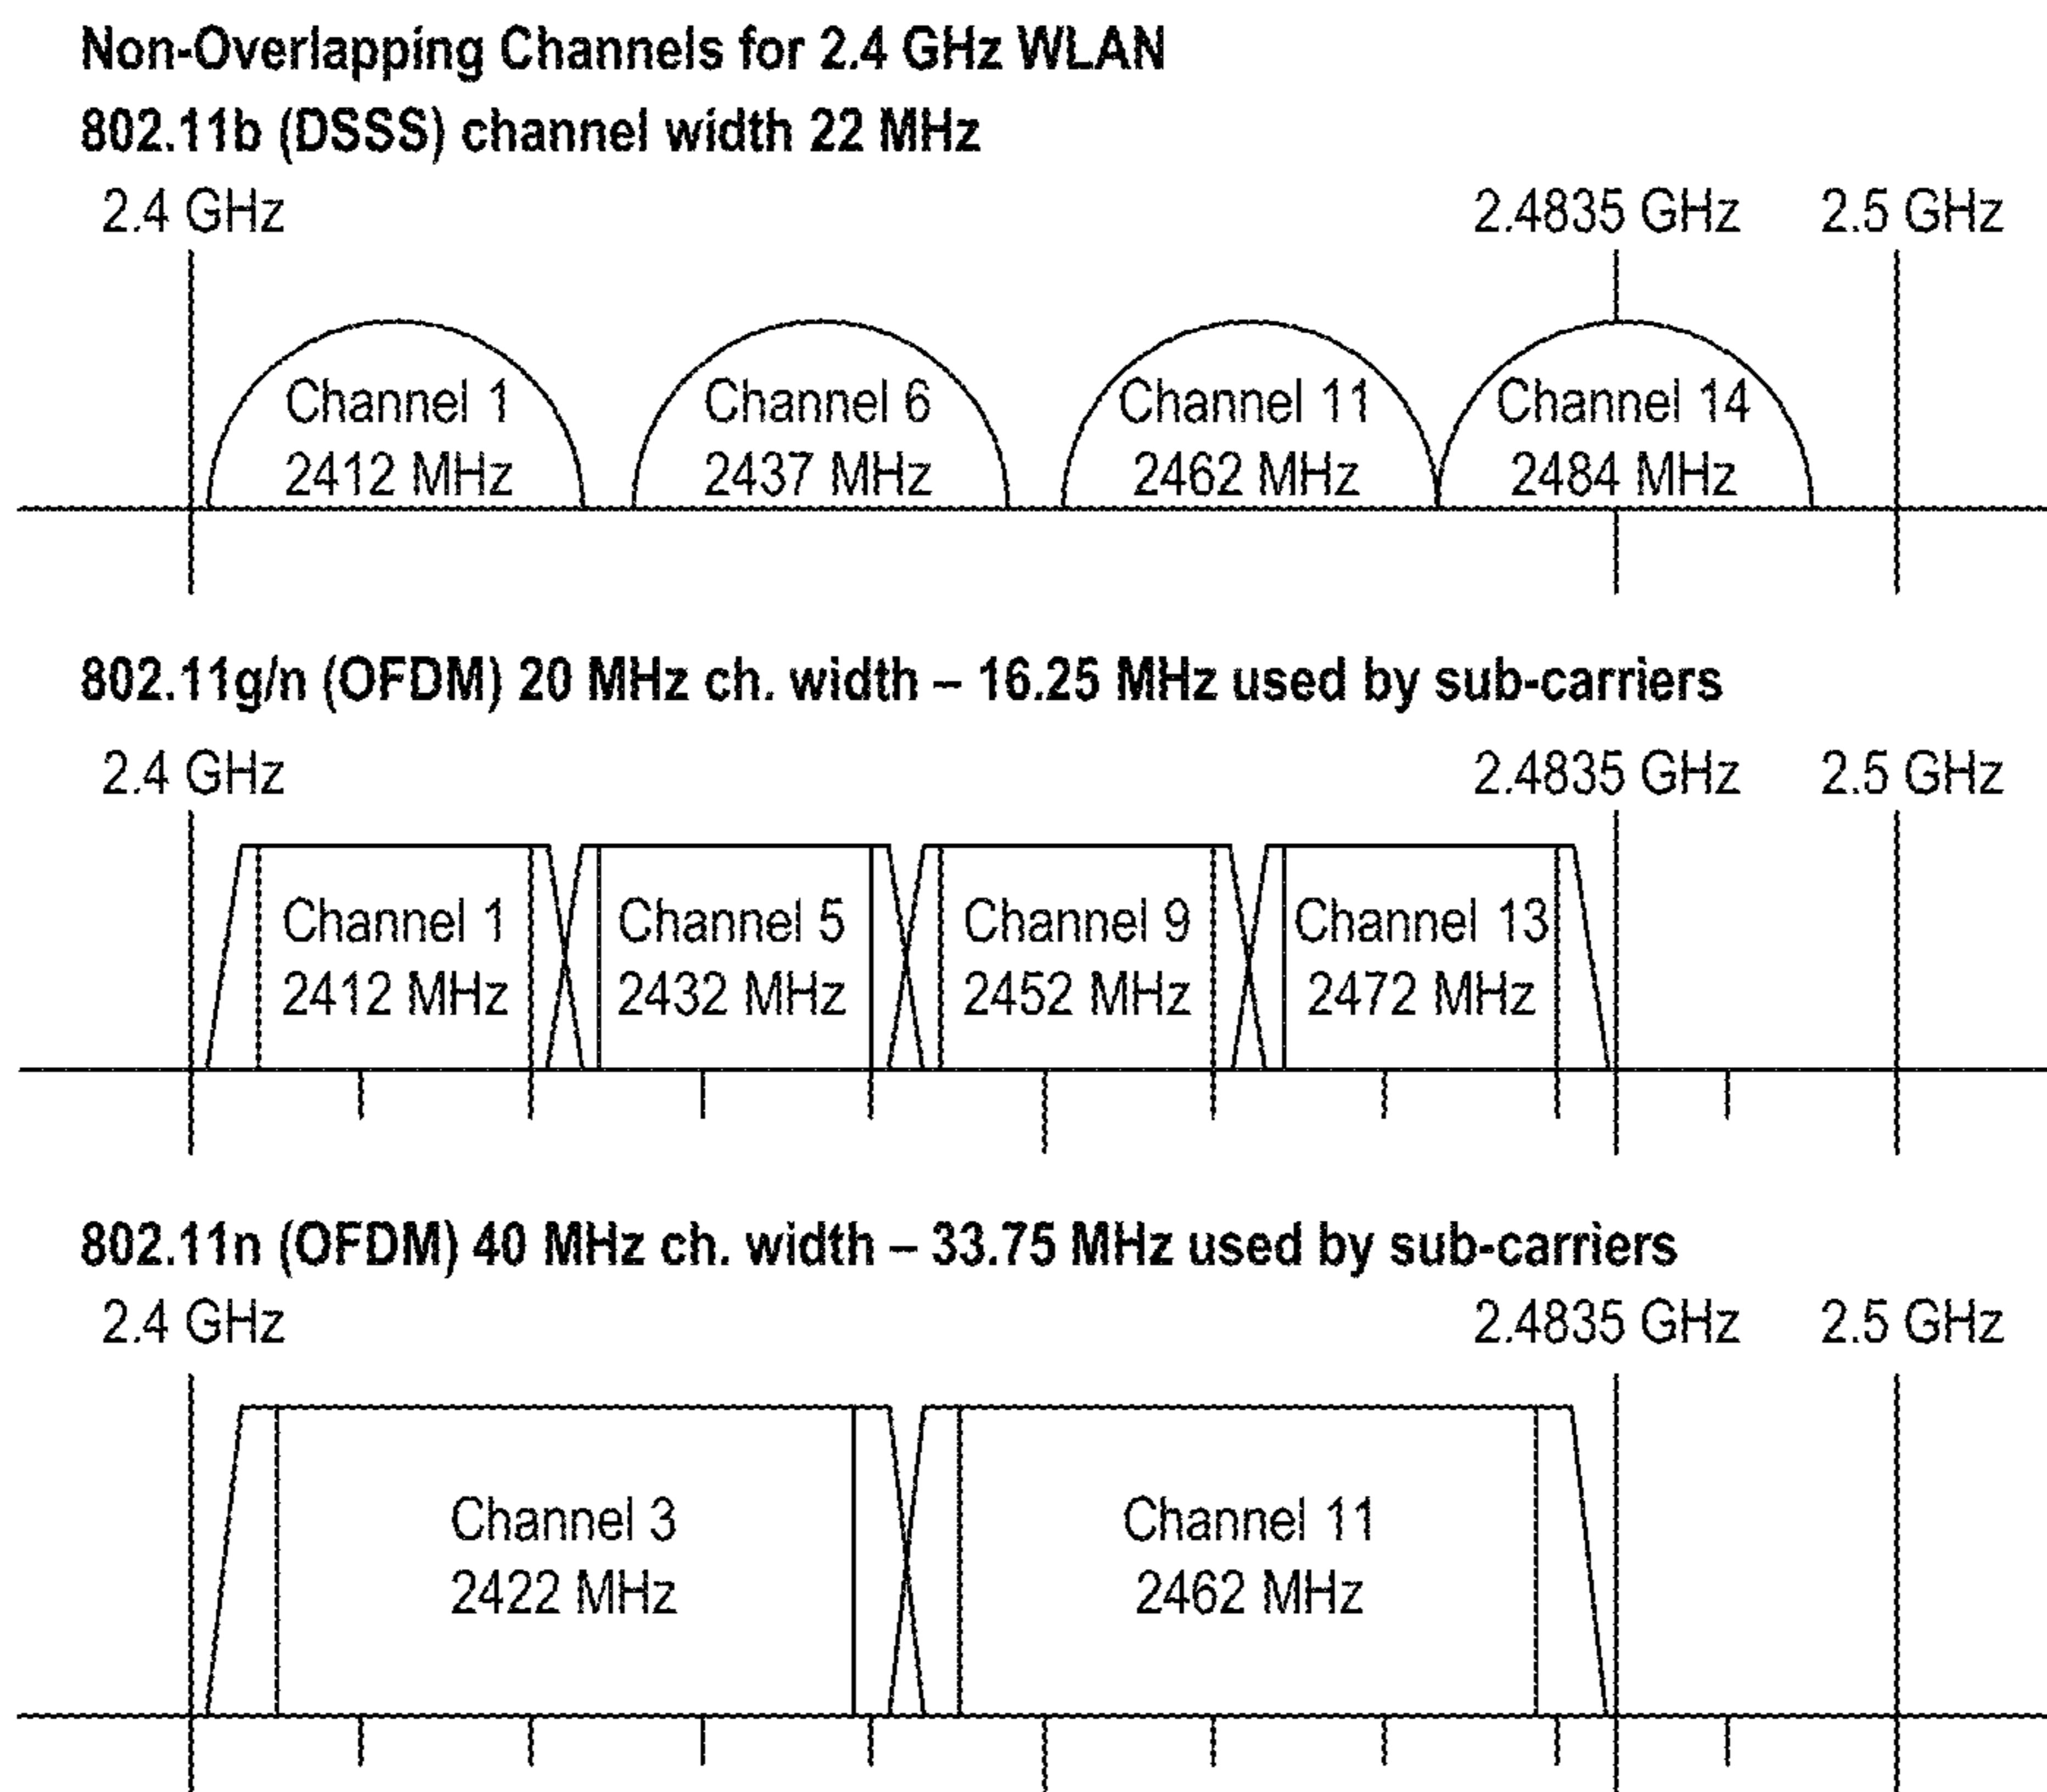 Non-Overlapping Channels for 2.4 GHz WLAN
802.11b (DSSS) channel width 22 MHz
2.4 GHz 2.4835 GHz 2.5 GHz
Channel 1 Channel 6 Channel 11 Channel 14
2412 MHz 2437 MHz 2462 MHz 2484 MHz
802.11g/n (OFDM) 20 MHz ch. width – 16.25 MHz used by sub-carriers
2.4 GHz 2.4835 GHz 2.5 GHz
Channel 1 Channel 5 Channel 9 Channel 13
2412 MHz 2432 MHz 2452 MHz 2472 MHz
802.11n (OFDM) 40 MHz ch. width – 33.75 MHz used by sub-carriers
2.4 GHz 2.4835 GHz 2.5 GHz
Channel 3 Channel 11
2422 MHz 2462 MHz